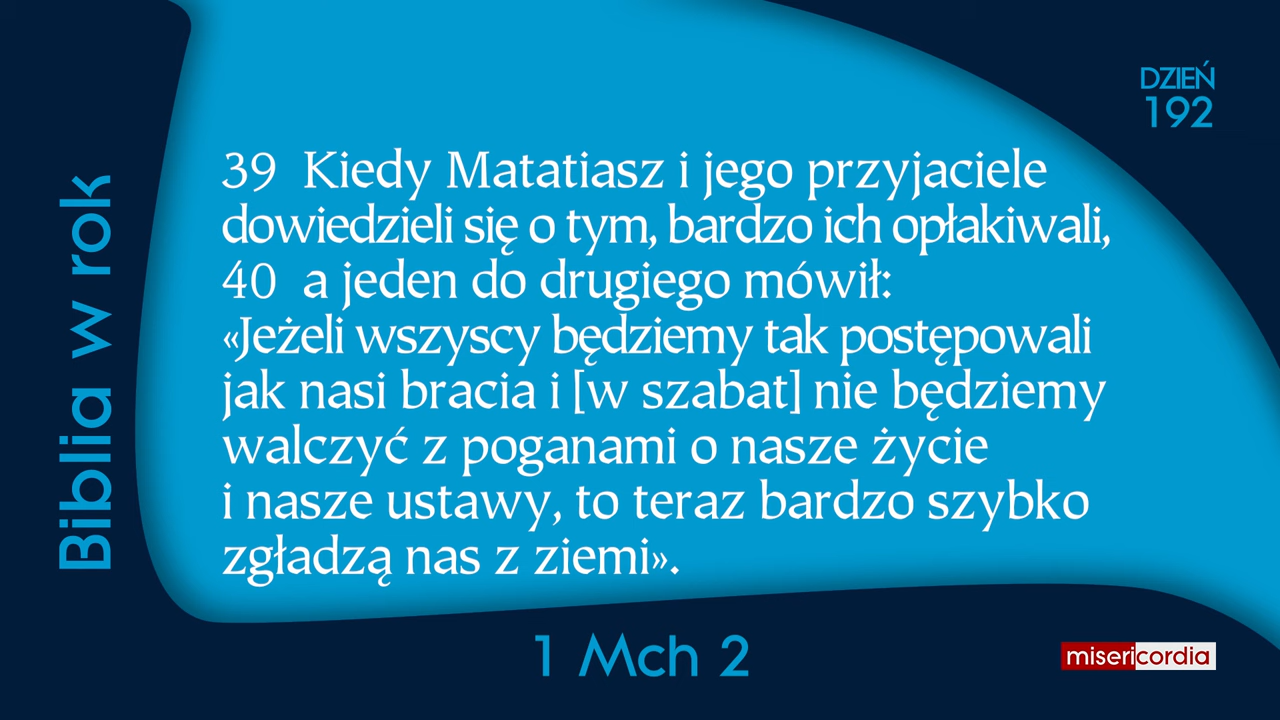 DZIEŃ
192
39 Kiedy Matatiasz i jego przyjaciele
dowiedzieli się o tym, bardzo ich opłakiwali,
40 a jeden do drugiego mówił:
«Jeżeli wszyscy będziemy tak postępowali
jak nasi bracia i [w szabat] nie będziemy
walczyć z poganami o nasze życie
i nasze ustawy, to teraz bardzo szybko
zgładzą nas z ziemi».
Biblia w rok
1 Mch 2
misericordia